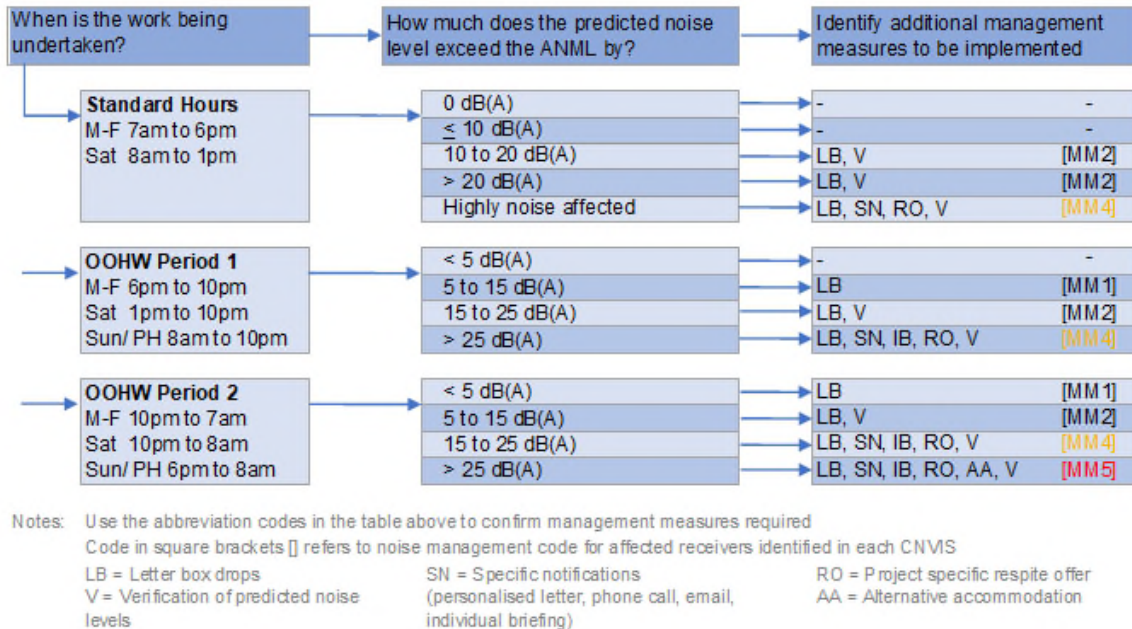 When is the work being
undertaken?
How much does the predicted noise
level exceed the ANML by?
Identify additional management
measures to be implemented
Standard Hours
M-F 7am to 6pm
Sat 8am to 1pm
0 dB(A)
- -
≤ 10 dB(A)
- -
10 to 20 dB(A)
LB, V [MM2]
> 20 dB(A)
LB, V [MM2]
Highly noise affected
LB, SN, RO, V [MM4]
OOHW Period 1
M-F 6pm to 10pm
Sat 1pm to 10pm
Sun/ PH 8am to 10pm
< 5 dB(A)
- -
5 to 15 dB(A)
LB [MM1]
15 to 25 dB(A)
LB, V [MM2]
> 25 dB(A)
LB, SN, IB, RO, V [MM4]
OOHW Period 2
M-F 10pm to 7am
Sat 10pm to 8am
Sun/ PH 6pm to 8am
< 5 dB(A)
LB [MM1]
5 to 15 dB(A)
LB, V [MM2]
15 to 25 dB(A)
LB, SN, IB, RO, V [MM4]
> 25 dB(A)
LB, SN, IB, RO, AA, V [MM5]
Notes: Use the abbreviation codes in the table above to confirm management measures required
Code in square brackets [] refers to noise management code for affected receivers identified in each CNVIS
LB = Letter box drops
V = Verification of predicted noise
levels
SN = Specific notifications
(personalised letter, phone call, email,
individual briefing)
RO = Project specific respite offer
AA = Alternative accommodation